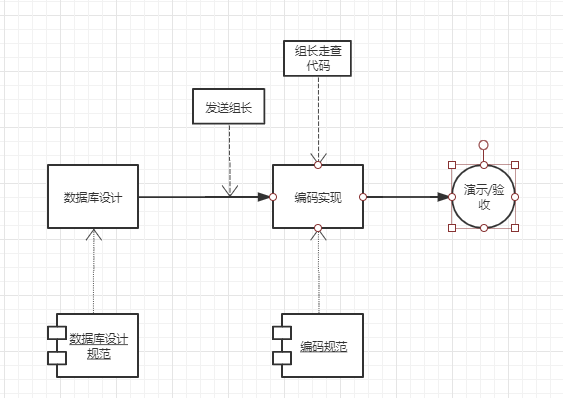 组长走查
代码
发送组长
数据库设计
编码实现
演示/验
收
数据库设计
规范
编码规范